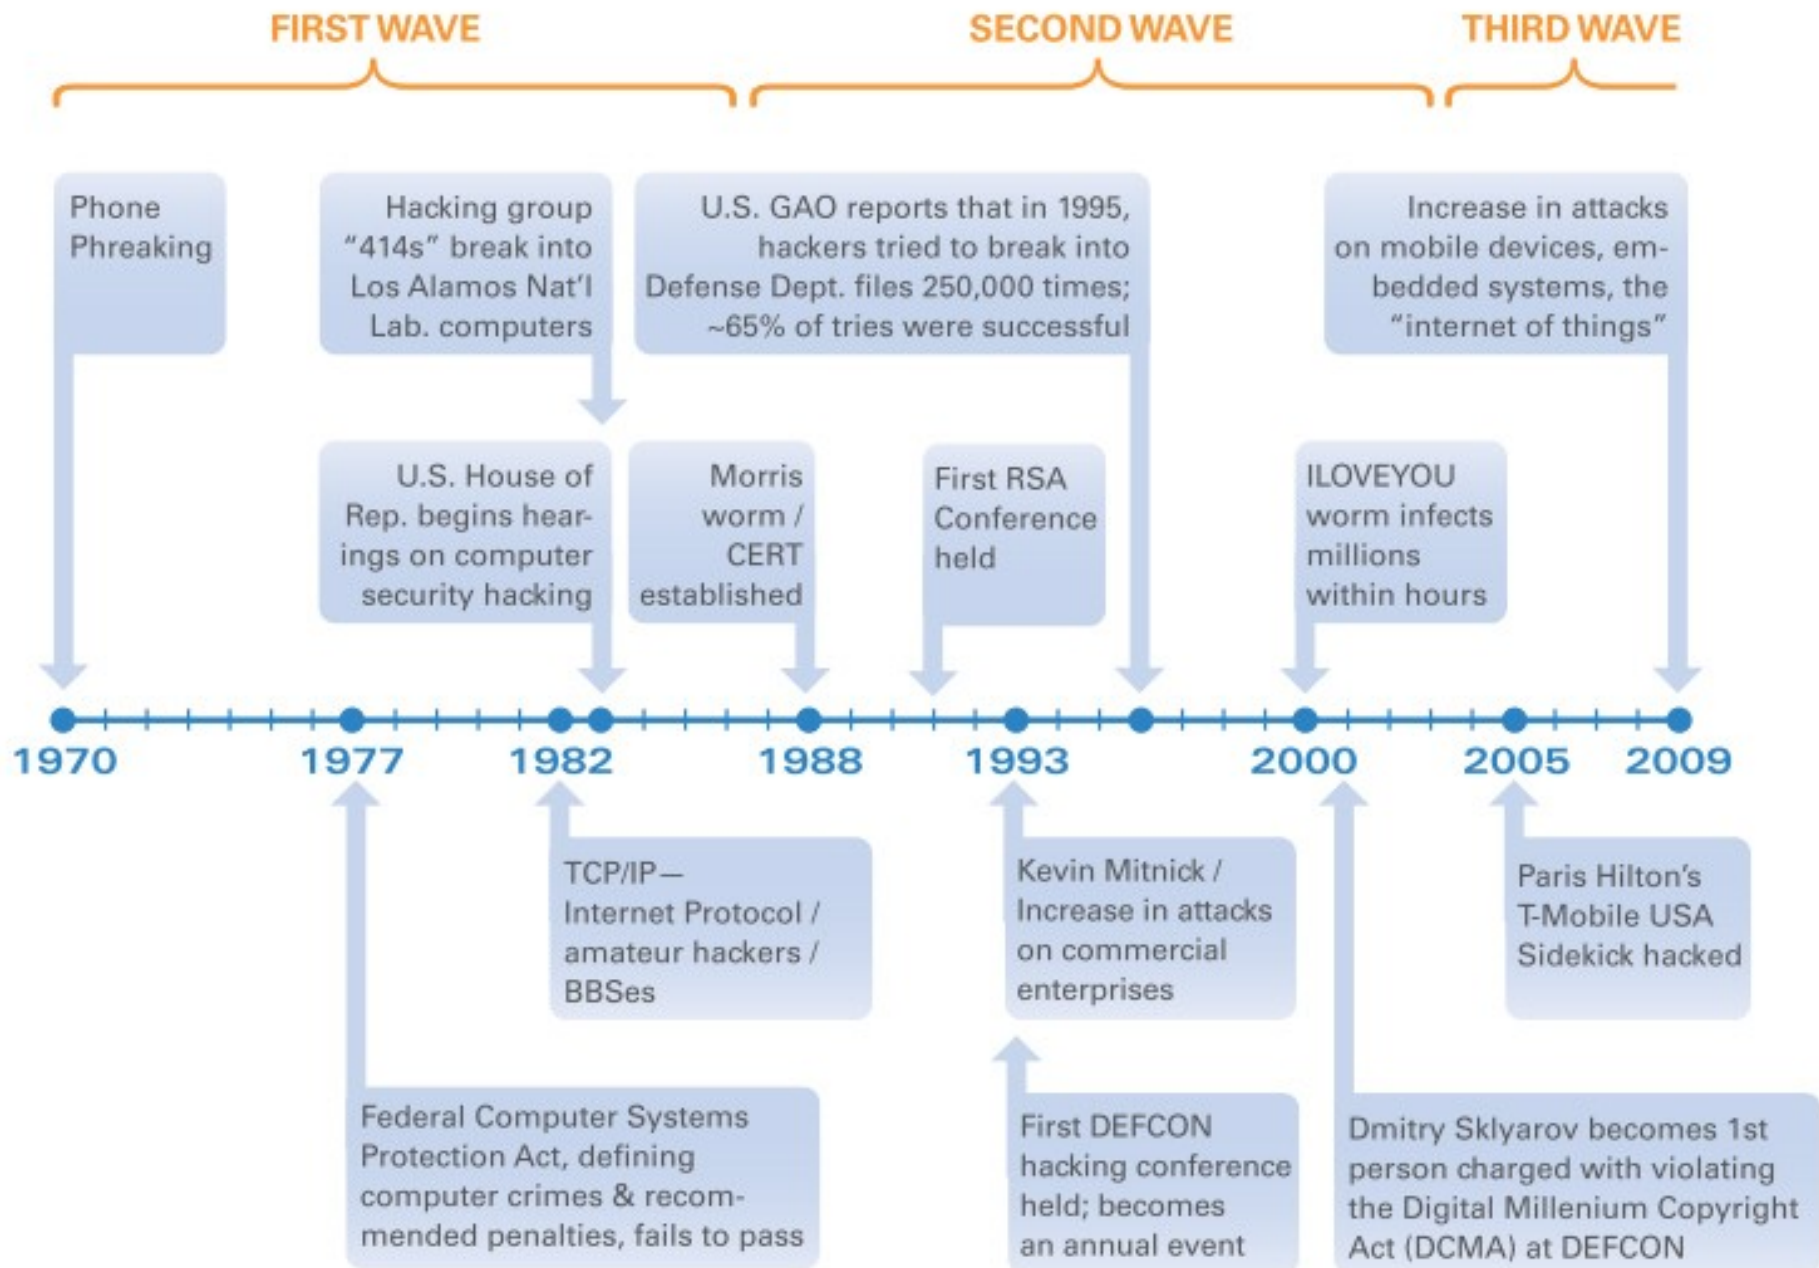 FIRST WAVE
SECOND WAVE
THIRD WAVE
Phone
Phreaking
Hacking group
“414s” break into
Los Alamos Nat’l
Lab. computers
U.S. GAO reports that in 1995,
hackers tried to break into
Defense Dept. files 250,000 times;
~65% of tries were successful
Increase in attacks
on mobile devices, em-
bedded systems, the
“internet of things”
U.S. House of
Rep. begins hear-
ings on computer
security hacking
Morris
worm /
CERT
established
First RSA
Conference
held
ILOVEYOU
worm infects
millions
within hours
1970
1977
1982
1988
1993
2000
2005
2009
TCP/IP—
Internet Protocol /
amateur hackers /
BBSes
Kevin Mitnick /
Increase in attacks
on commercial
enterprises
Paris Hilton’s
T-Mobile USA
Sidekick hacked
Federal Computer Systems
Protection Act, defining
computer crimes & recom-
mended penalties, fails to pass
First DEFCON
hacking conference
held; becomes
an annual event
Dmitry Sklyarov becomes 1st
person charged with violating
the Digital Millenium Copyright
Act (DCMA) at DEFCON